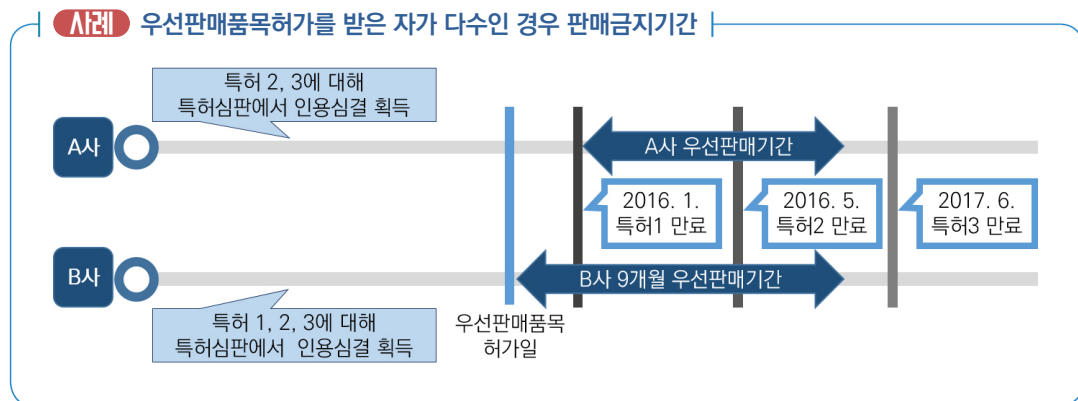 사례 우선판매품목허가를 받은 자가 다수인 경우 판매금지기간
특허 2, 3에 대해
특허심판에서 인용심결 획득
A사
A사 우선판매기간
2016. 1.
특허1 만료
2016. 5.
특허2 만료
2017. 6.
특허3 만료
B사
B사 9개월 우선판매기간
특허 1, 2, 3에 대해
특허심판에서 인용심결 획득
우선판매품목
허가일